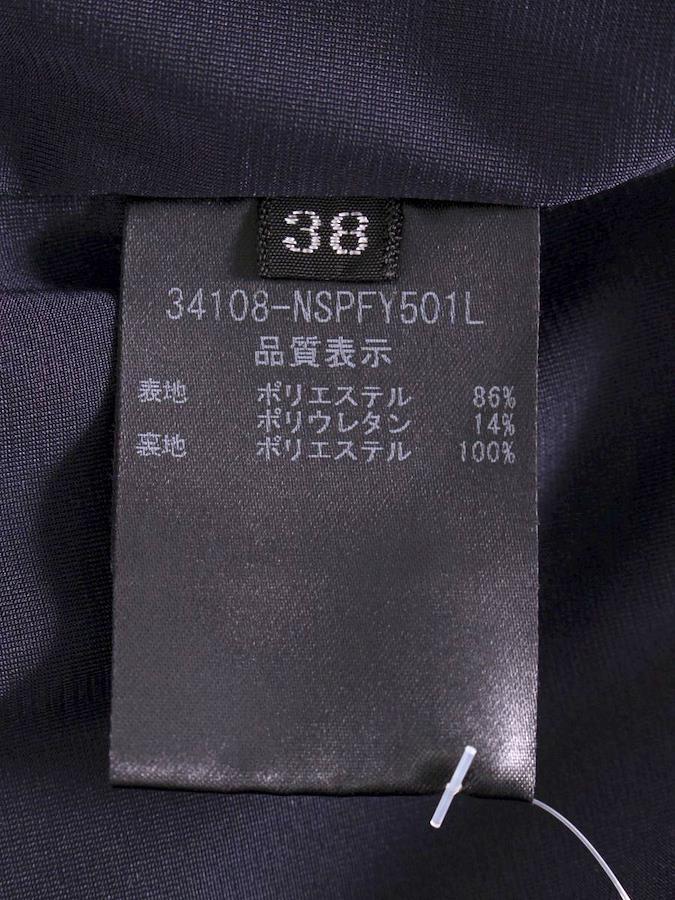 38
34108-NSPFY501L
品質表示
表地 ポリエステル 86%
ポリウレタン 14%
裏地 ポリエステル 100%